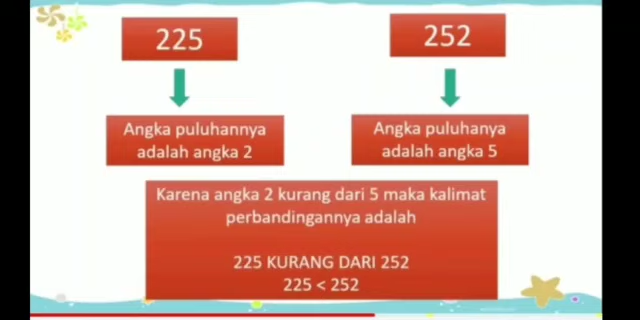 225
252
Angka puluhannya
adalah angka 2
Angka puluhanya
adalah angka 5
Karena angka 2 kurang dari 5 maka kalimat
perbandingannya adalah
225 KURANG DARI 252
225 < 252